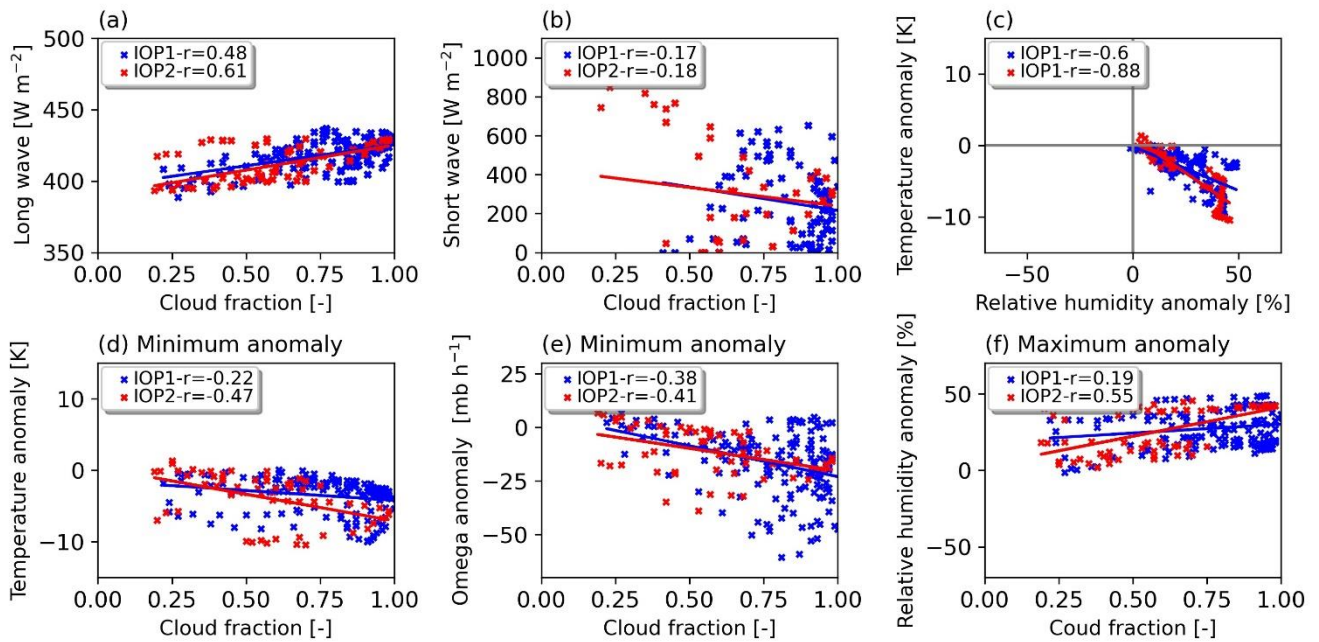 (a)
500
450
400
350
Long wave [W m⁻²]
IOP1-r=0.48
IOP2-r=0.61
0.00 0.25 0.50 0.75 1.00
Cloud fraction [-]
(b)
1000
800
600
400
200
0
Short wave [W m⁻²]
IOP1-r=-0.17
IOP2-r=-0.18
0.00 0.25 0.50 0.75 1.00
Cloud fraction [-]
(c)
10
0
−10
Temperature anomaly [K]
IOP1-r=-0.6
IOP1-r=-0.88
−50 0 50
Relative humidity anomaly [%]
(d) Minimum anomaly
10
0
−10
Temperature anomaly [K]
IOP1-r=-0.22
IOP2-r=-0.47
0.00 0.25 0.50 0.75 1.00
Cloud fraction [-]
(e) Minimum anomaly
25
0
−25
−50
Omega anomaly [mb h⁻¹]
IOP1-r=-0.38
IOP2-r=-0.41
0.00 0.25 0.50 0.75 1.00
Cloud fraction [-]
(f) Maximum anomaly
50
0
−50
Relative humidity anomaly [%]
IOP1-r=0.19
IOP2-r=0.55
0.00 0.25 0.50 0.75 1.00
Coud fraction [-]